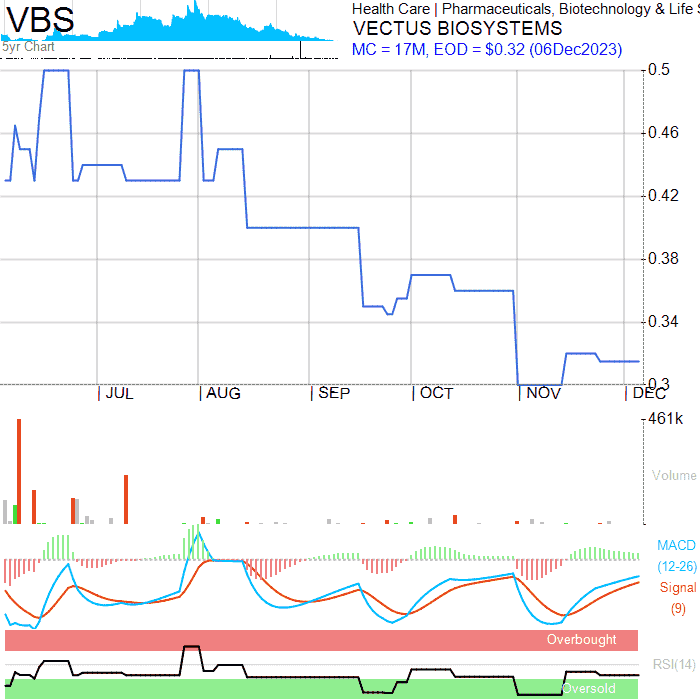 VBS
5yr Chart
Health Care | Pharmaceuticals, Biotechnology & Life S
VECTUS BIOSYSTEMS
MC = 17M, EOD = $0.32 (06Dec2023)
0.5
0.46
0.42
0.38
0.34
0.3
JUL
AUG
SEP
OCT
NOV
DEC
461k
Volume
MACD
(12-26)
Signal
(9)
Overbought
RSI(14)
Oversold